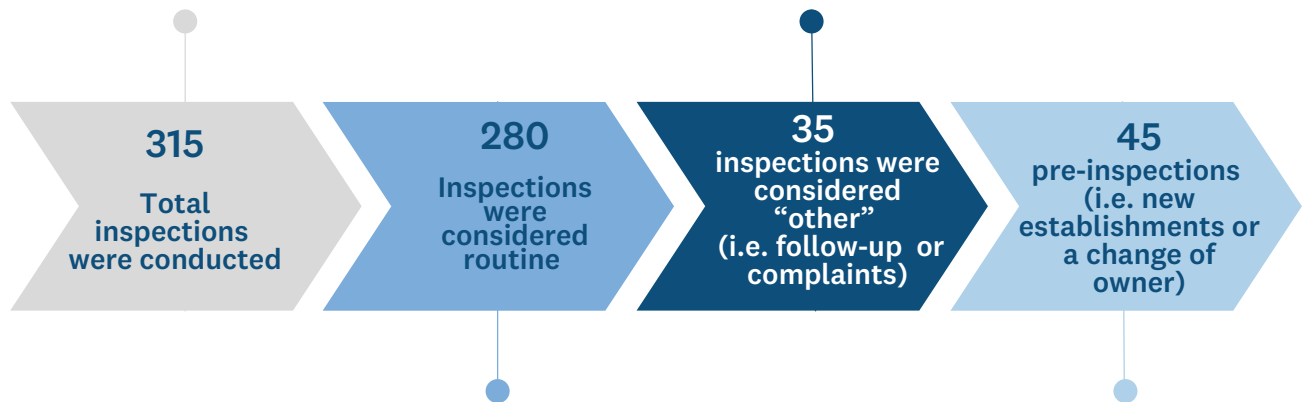 315
Total
inspections
were conducted
280
Inspections
were
considered
routine
35
inspections were
considered
“other”
(i.e. follow-up or
complaints)
45
pre-inspections
(i.e. new
establishments or
a change of
owner)